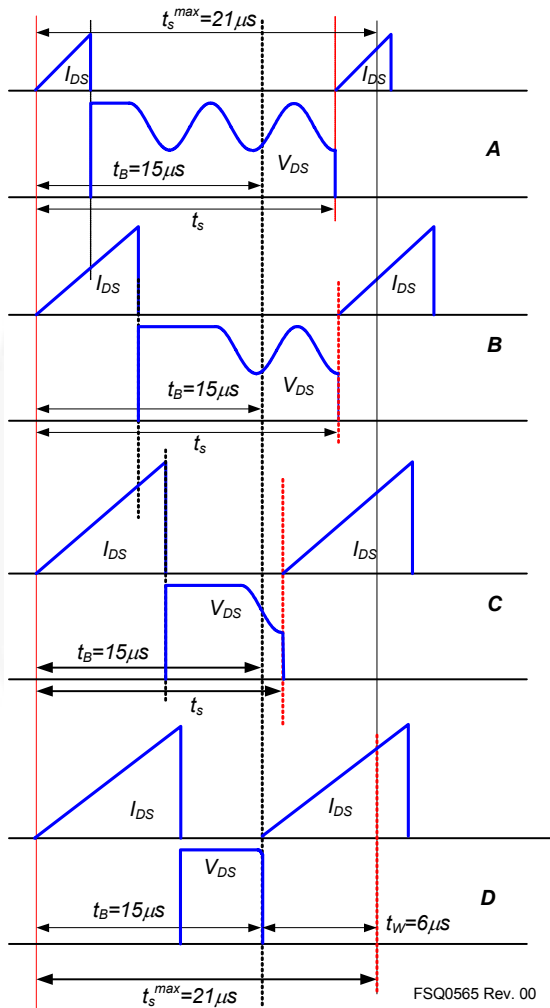 t_s^max=21μs
I_DS
I_DS
A
t_B=15μs
V_DS
t_s
I_DS
I_DS
B
t_B=15μs
V_DS
t_s
I_DS
I_DS
C
V_DS
t_B=15μs
t_s
I_DS
I_DS
V_DS
D
t_B=15μs
t_W=6μs
t_s^max=21μs
FSQ0565 Rev. 00